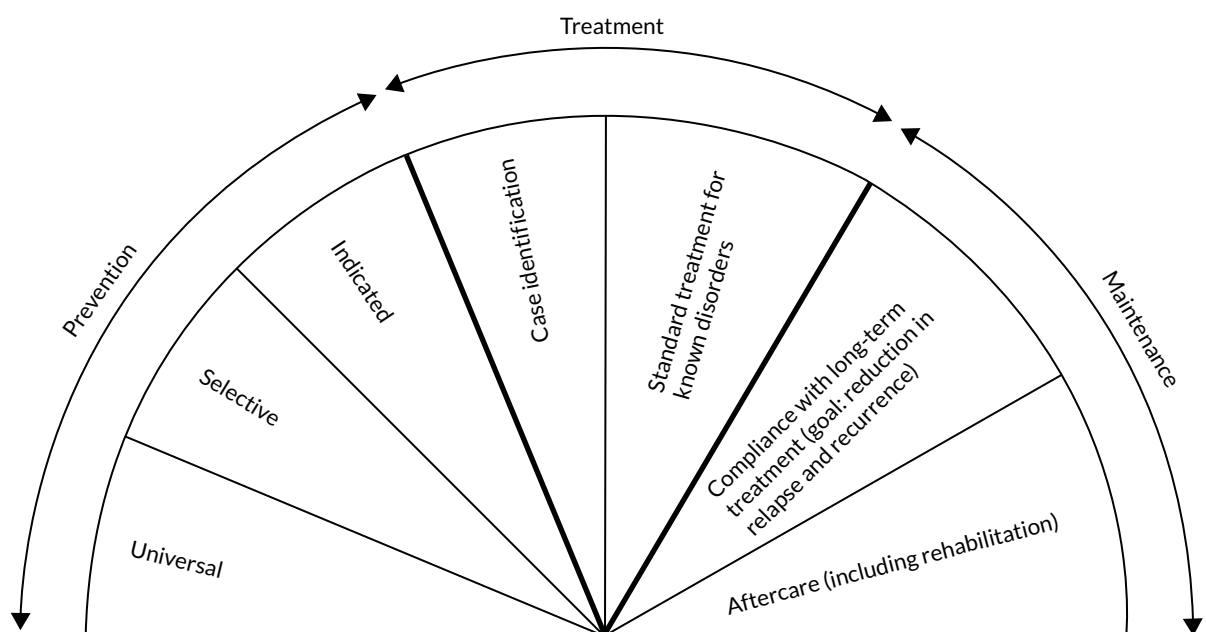 Treatment
Prevention
Maintenance
Universal
Selective
Indicated
Case identification
Standard treatment for
known disorders
Compliance with long-term
treatment (goal: reduction in
relapse and recurrence)
Aftercare (including rehabilitation)